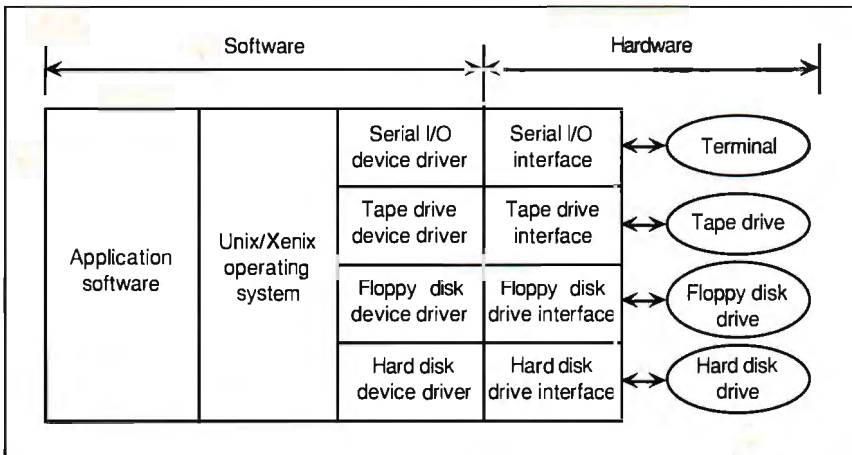 Software
Hardware
Application
software
Unix/Xenix
operating
system
Serial I/O
device driver
Serial I/O
interface
Terminal
Tape drive
device driver
Tape drive
interface
Tape drive
Floppy disk
device driver
Floppy disk
drive interface
Floppy disk
drive
Hard disk
device driver
Hard disk
drive interface
Hard disk
drive